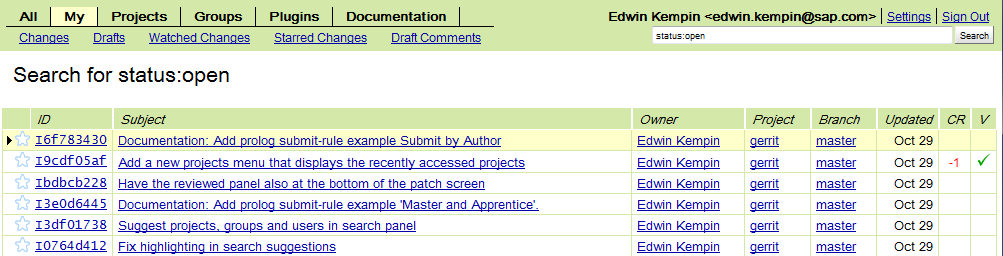 All My Projects Groups Plugins Documentation Edwin Kempin <edwin.kempin@sap.com> Settings Sign Out
Changes Drafts Watched Changes Starred Changes Draft Comments status:open Search
Search for status:open
ID Subject Owner Project Branch Updated CR V
I6f783430 Documentation: Add prolog submit-rule example Submit by Author Edwin Kempin gerrit master Oct 29
I9cdf05af Add a new projects menu that displays the recently accessed projects Edwin Kempin gerrit master Oct 29 -1 ✓
Ibdbcb228 Have the reviewed panel also at the bottom of the patch screen Edwin Kempin gerrit master Oct 29
I3e0d6445 Documentation: Add prolog submit-rule example 'Master and Apprentice'. Edwin Kempin gerrit master Oct 29
I3df01738 Suggest projects, groups and users in search panel Edwin Kempin gerrit master Oct 29
I0764d412 Fix highlighting in search suggestions Edwin Kempin gerrit master Oct 29